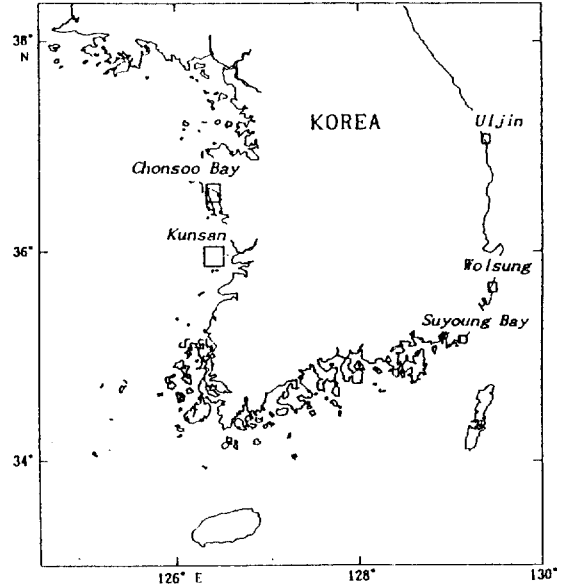 38°
N
KOREA
Uljin
Chonsoo Bay
Kunsan
36°
Wolsung
Suyoung Bay
34°
126° E
128°
130°